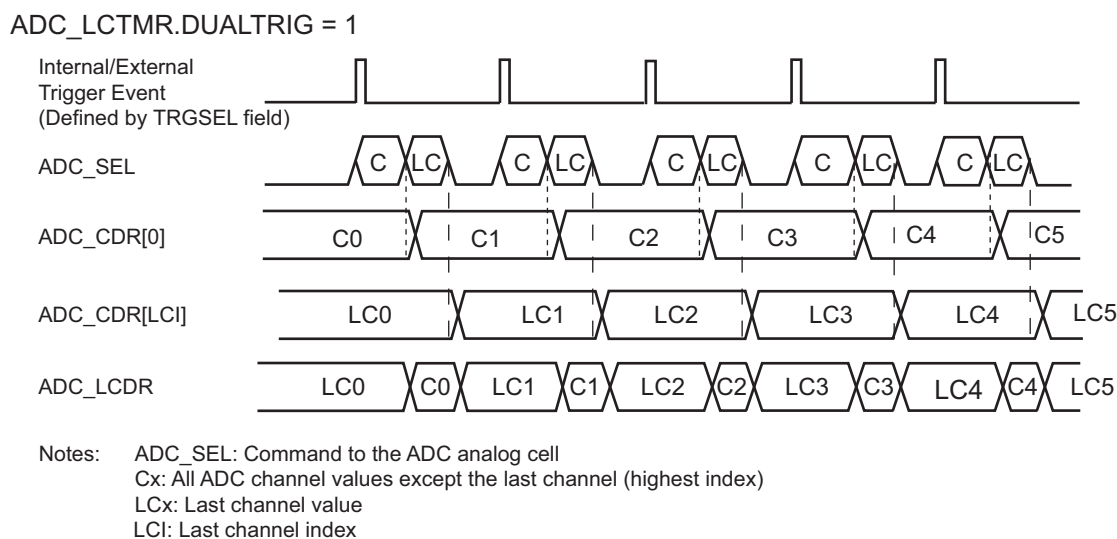 ADC_LCTMR.DUALTRIG = 1
Internal/External
Trigger Event
(Defined by TRGSEL field)
ADC_SEL
C LC C LC C LC C LC C LC
ADC_CDR[0]
C0 C1 C2 C3 C4 C5
ADC_CDR[LCI]
LC0 LC1 LC2 LC3 LC4 LC5
ADC_LCDR
LC0 C0 LC1 C1 LC2 C2 LC3 C3 LC4 C4 LC5
Notes: ADC_SEL: Command to the ADC analog cell
Cx: All ADC channel values except the last channel (highest index)
LCx: Last channel value
LCI: Last channel index